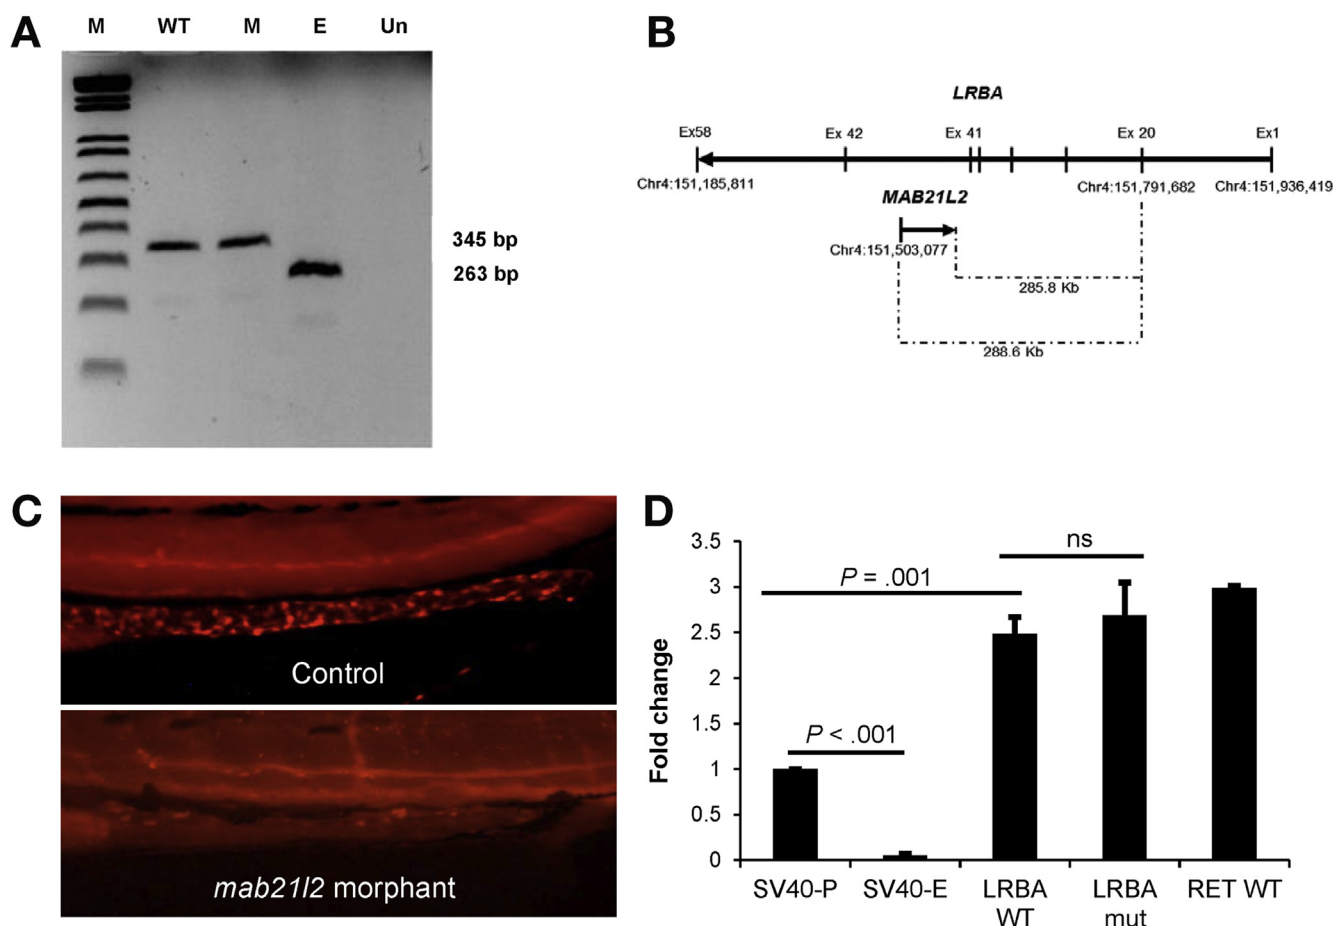 A
M WT M E Un
345 bp
263 bp
B
LRBA
Ex58 Ex 42 Ex 41 Ex 20 Ex1
Chr4:151,185,811 Chr4:151,791,682 Chr4:151,936,419
MAB21L2
Chr4:151,503,077
285.8 Kb
288.6 Kb
C
Control
mab21l2 morphant
D
Fold change
3.5
3
2.5
2
1.5
1
0.5
0
P = .001
ns
P < .001
SV40-P SV40-E LRBA WT LRBA mut RET WT